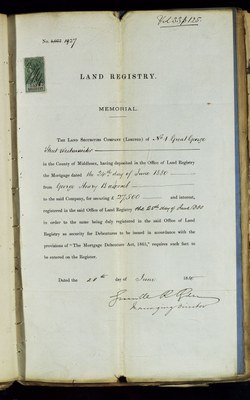 Vol 33 p 125.
No. 1927
LAND REGISTRY.
MEMORIAL.
THE LAND SECURITIES COMPANY (LIMITED) of No 1 Great George
Street Westminster
in the County of Middlesex, having deposited in the Office of Land Registry
the Mortgage dated the 24th day of June 1880
from George Henry
to the said Company, for securing £ 27,500 and interest,
registered in the said Office of Land Registry the 28th day of June 1880
in order to the same being duly registered in the said Office of Land
Registry as security for Debentures to be issued in accordance with the
provisions of "The Mortgage Debenture Act, 1865," requires such fact to
be entered on the Register.
Dated the 28th day of June 1880
Granville R
Managing Director